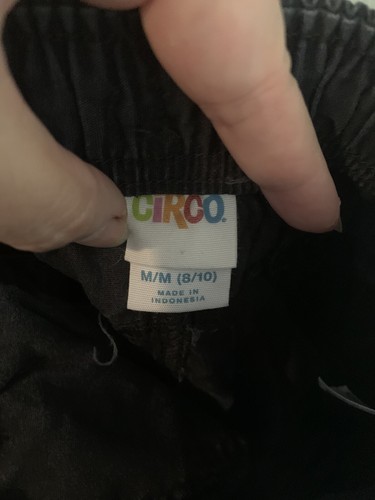 CIRCO.
M/M (8/10)
MADE IN
INDONESIA